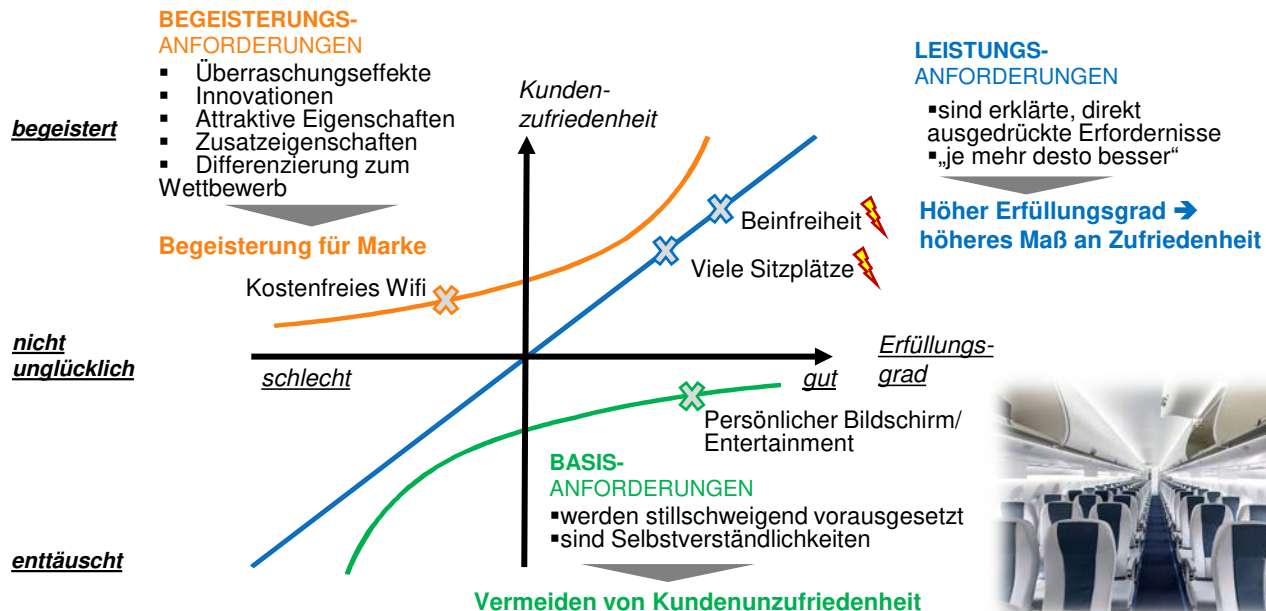 BEGEISTERUNGS-
ANFORDERUNGEN
▪ Überraschungseffekte
▪ Innovationen
▪ Attraktive Eigenschaften
▪ Zusatzeigenschaften
▪ Differenzierung zum
Wettbewerb
Begeisterung für Marke
Kunden-
zufriedenheit
LEISTUNGS-
ANFORDERUNGEN
▪sind erklärte, direkt
ausgedrückte Erfordernisse
▪„je mehr desto besser“
Höher Erfüllungsgrad ➔
höheres Maß an Zufriedenheit
begeistert
Beinfreiheit
Viele Sitzplätze
Kostenfreies Wifi
nicht
unglücklich
schlecht
gut
Erfüllungs-
grad
Persönlicher Bildschirm/
Entertainment
BASIS-
ANFORDERUNGEN
▪werden stillschweigend vorausgesetzt
▪sind Selbstverständlichkeiten
enttäuscht
Vermeiden von Kundenunzufriedenheit